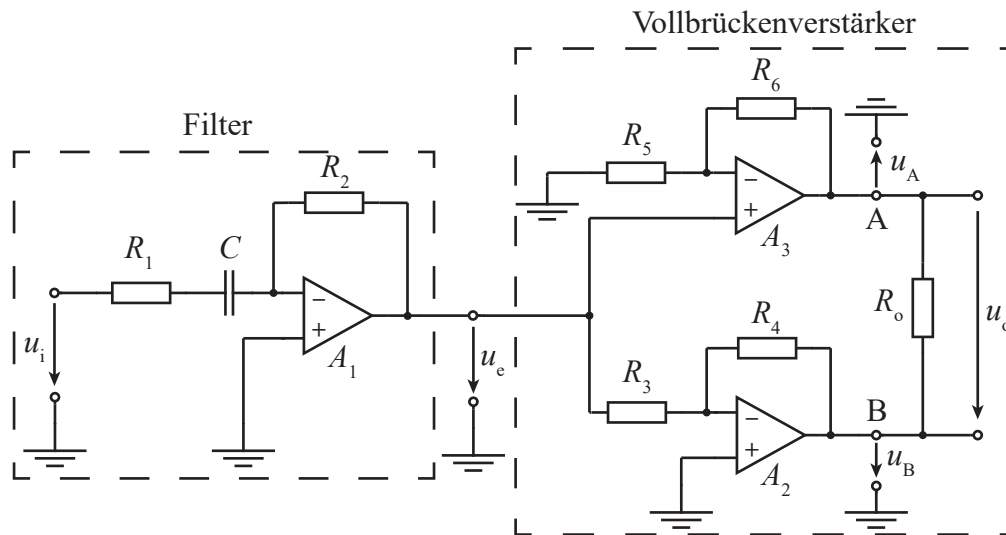 Vollbrückenverstärker
Filter
R6
R5
uA
A
A3
R2
R1
C
A1
ui
ue
Ro
R4
R3
B
A2
uB